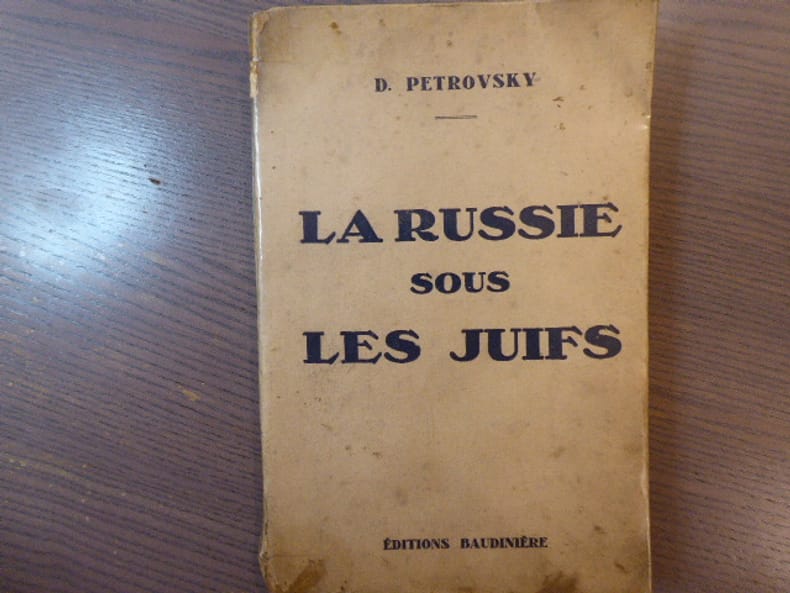 D. PETROVSKY
LA RUSSIE
SOUS
LES JUIFS
ÉDITIONS BAUDINIÈRE